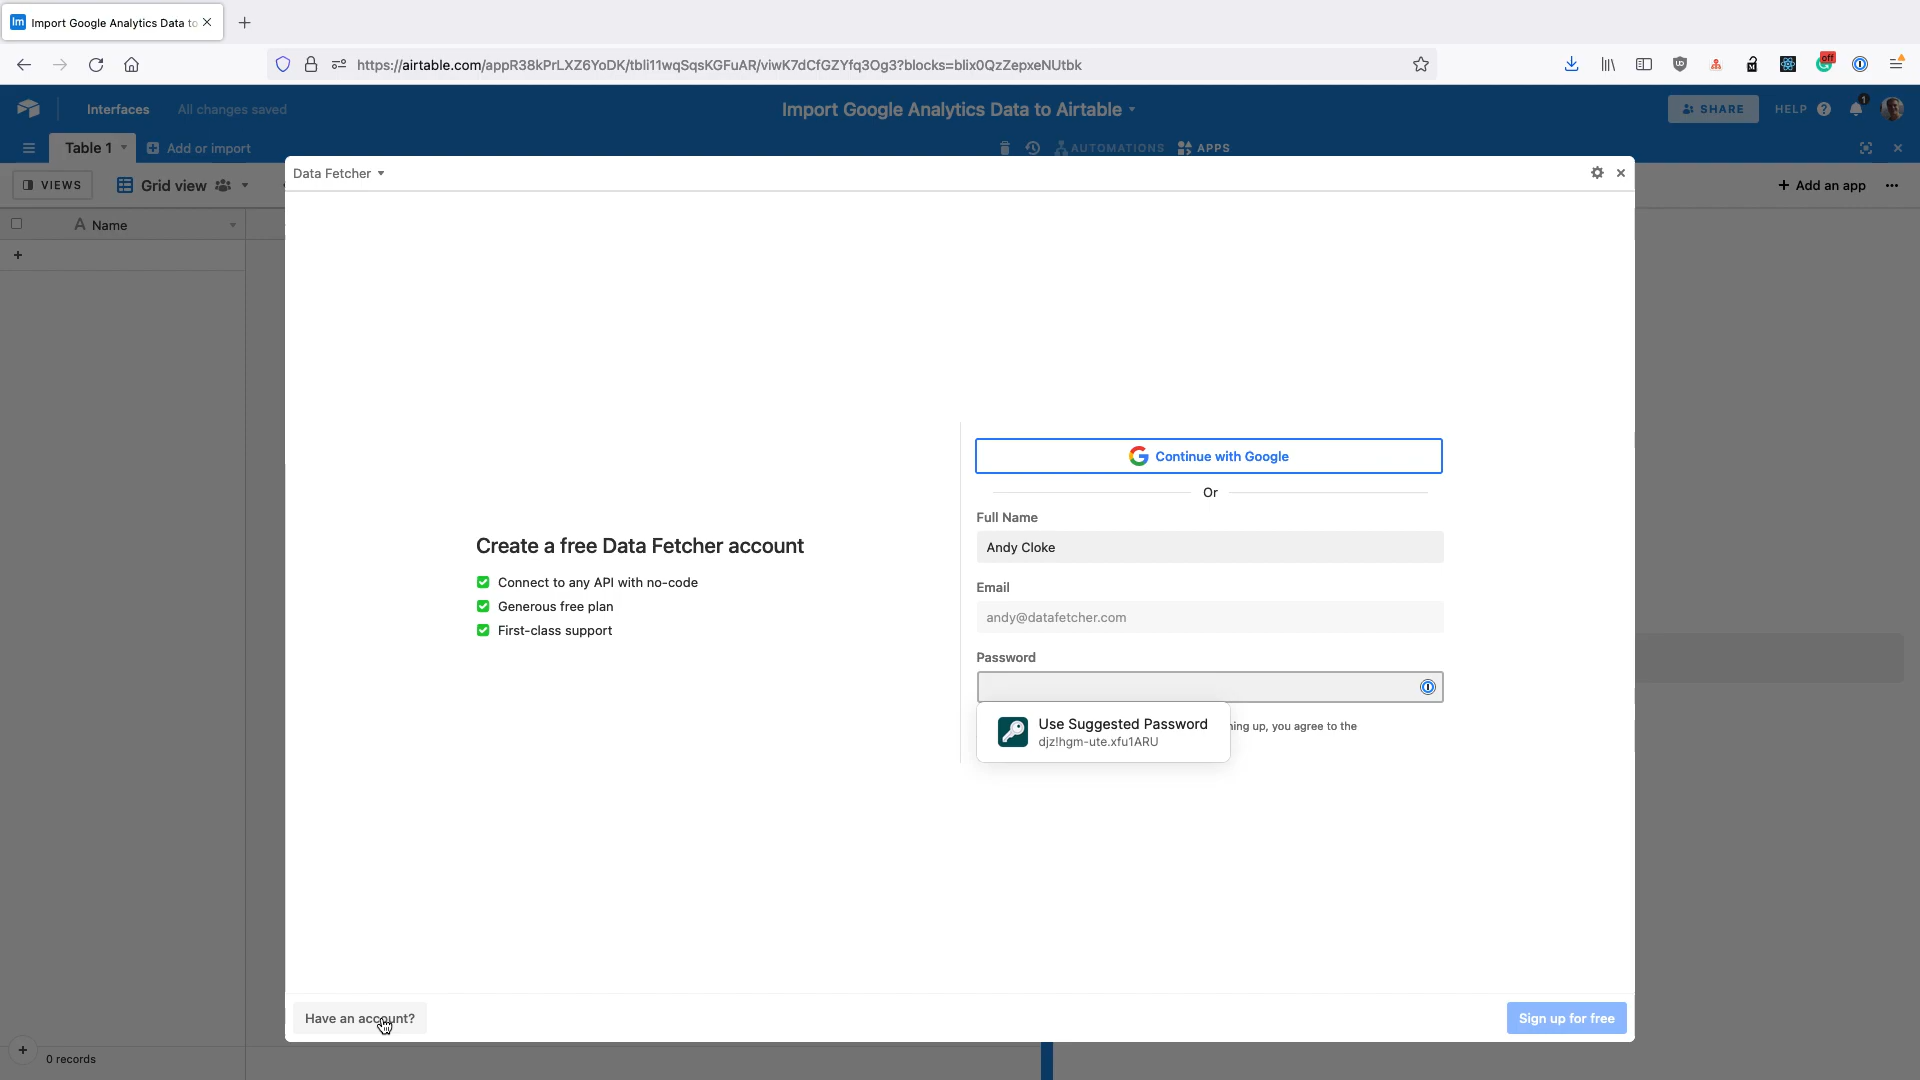 Im Import Google Analytics Data to
https://airtable.com/appR38kPrLXZ6YoDK/tbli11wqSqsKGFuAR/viwK7dCfGZYfq3Og3?blocks=blix0QzZepxeNUtbk
off
Interfaces All changes saved Import Google Analytics Data to Airtable SHARE HELP 1
Table 1 Add or import AUTOMATIONS APPS
VIEWS Grid view Data Fetcher + Add an app
A Name
Continue with Google
Or
Full Name
Andy Cloke
Create a free Data Fetcher account
Connect to any API with no-code
Generous free plan
First-class support
Email
andy@datafetcher.com
Password
Use Suggested Password
djz!hgm-ute.xfu1ARU
up, you agree to the
Have an account?
Sign up for free
0 records